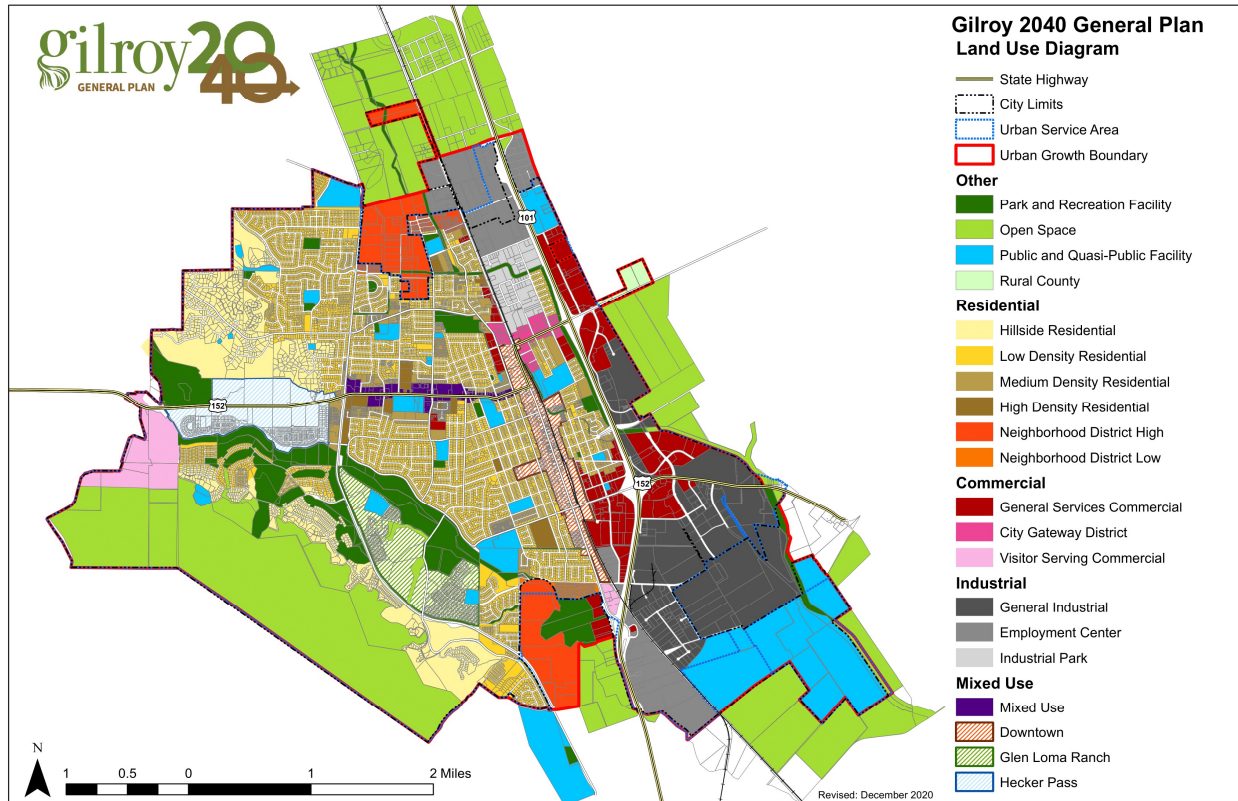 gilroy2040
GENERAL PLAN
Gilroy 2040 General Plan
Land Use Diagram
State Highway
City Limits
Urban Service Area
Urban Growth Boundary
Other
Park and Recreation Facility
Open Space
Public and Quasi-Public Facility
Rural County
Residential
Hillside Residential
Low Density Residential
Medium Density Residential
High Density Residential
Neighborhood District High
Neighborhood District Low
Commercial
General Services Commercial
City Gateway District
Visitor Serving Commercial
Industrial
General Industrial
Employment Center
Industrial Park
Mixed Use
Mixed Use
Downtown
Glen Loma Ranch
Hecker Pass
101
152
152
N
1 0.5 0 1 2 Miles
Revised: December 2020